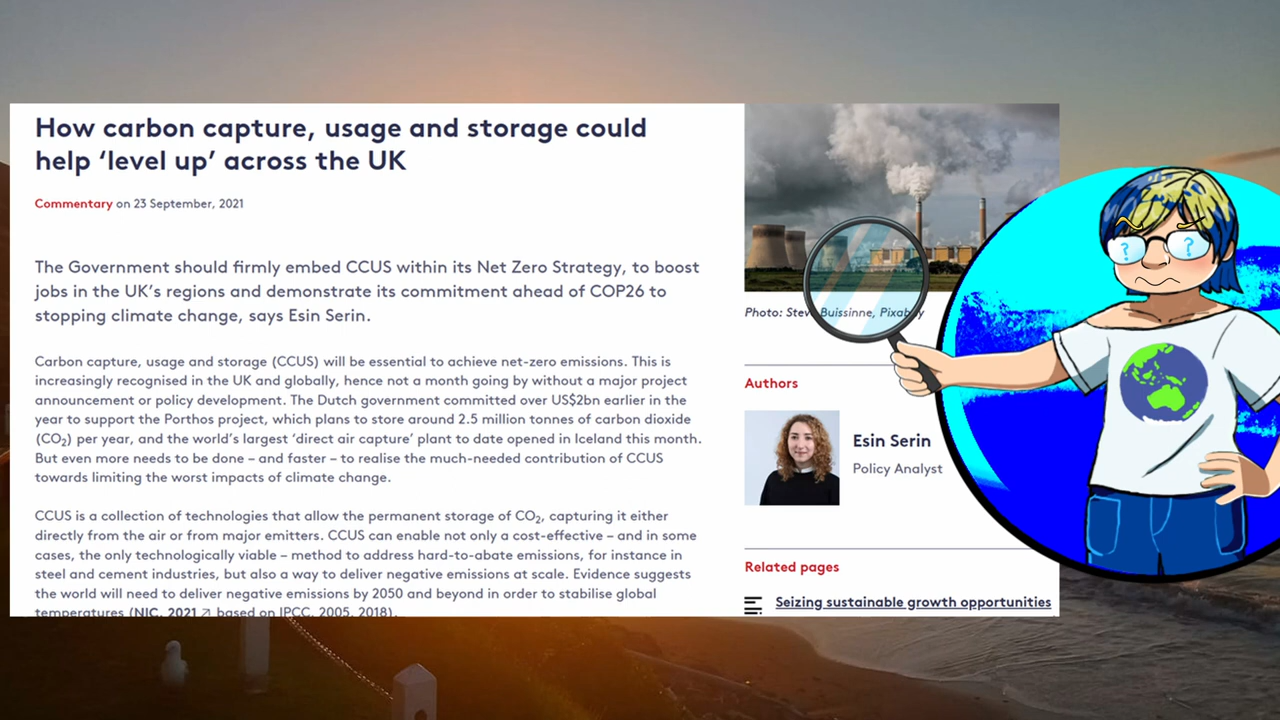 How carbon capture, usage and storage could
help ‘level up’ across the UK
Commentary on 23 September, 2021
The Government should firmly embed CCUS within its Net Zero Strategy, to boost
jobs in the UK’s regions and demonstrate its commitment ahead of COP26 to
stopping climate change, says Esin Serin.
Carbon capture, usage and storage (CCUS) will be essential to achieve net-zero emissions. This is
increasingly recognised in the UK and globally, hence not a month going by without a major project
announcement or policy development. The Dutch government committed over US$2bn earlier in the
year to support the Porthos project, which plans to store around 2.5 million tonnes of carbon dioxide
(CO₂) per year, and the world’s largest ‘direct air capture’ plant to date opened in Iceland this month.
But even more needs to be done – and faster – to realise the much-needed contribution of CCUS
towards limiting the worst impacts of climate change.
CCUS is a collection of technologies that allow the permanent storage of CO₂, capturing it either
directly from the air or from major emitters. CCUS can enable not only a cost-effective – and in some
cases, the only technologically viable – method to address hard-to-abate emissions, for instance in
steel and cement industries, but also a way to deliver negative emissions at scale. Evidence suggests
the world will need to deliver negative emissions by 2050 and beyond in order to stabilise global
temperatures (NIC, 2021 ↗ based on IPCC, 2005, 2018).
Photo: Steve Buissinne, Pixabay
Authors
Esin Serin
Policy Analyst
Related pages
Seizing sustainable growth opportunities
? ?